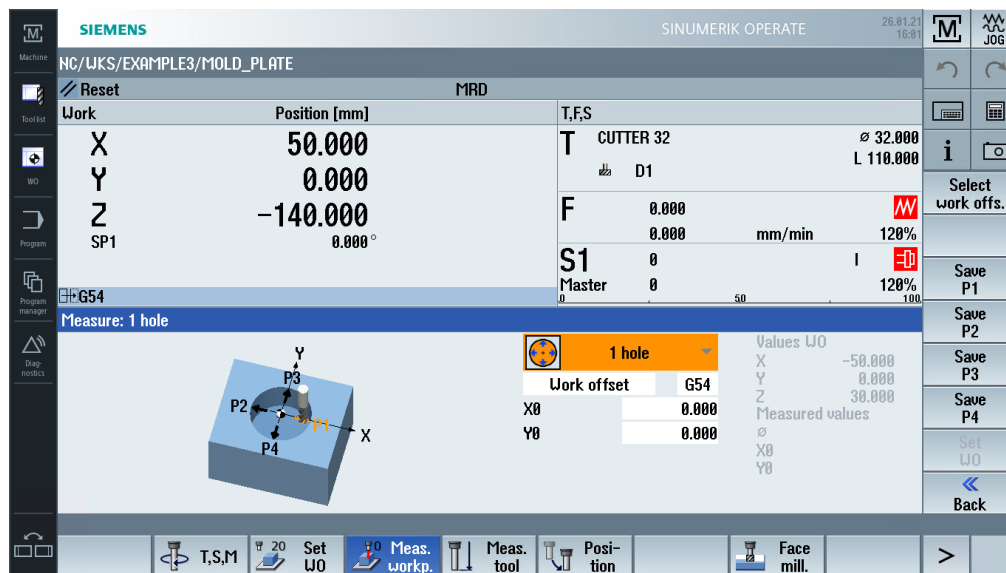 SIEMENS
SINUMERIK OPERATE
26.01.21
16:01
M
Machine
M
JOG
NC/WKS/EXAMPLE3/MOLD_PLATE
Reset
MRD
Tool list
Work
Position [mm]
T,F,S
X
50.000
T
CUTTER 32
ø 32.000
L 110.000
D1
i
Y
0.000
WO
Select
work offs.
Z
-140.000
F
0.000
0.000
mm/min
120%
SP1
0.000°
Program
S1
0
I
Master
0
120%
0
50
100
Save
P1
G54
Program
manager
Measure: 1 hole
Save
P2
Diag-
nostics
Y
P3
P2
P1
X
P4
1 hole
Work offset
G54
X0
0.000
Y0
0.000
Values WO
X
-50.000
Y
0.000
Z
30.000
Measured values
ø
X0
Y0
Save
P3
Save
P4
Set
WO
Back
T,S,M
20
Set
WO
0
Meas.
workp.
Meas.
tool
Posi-
tion
Face
mill.
>